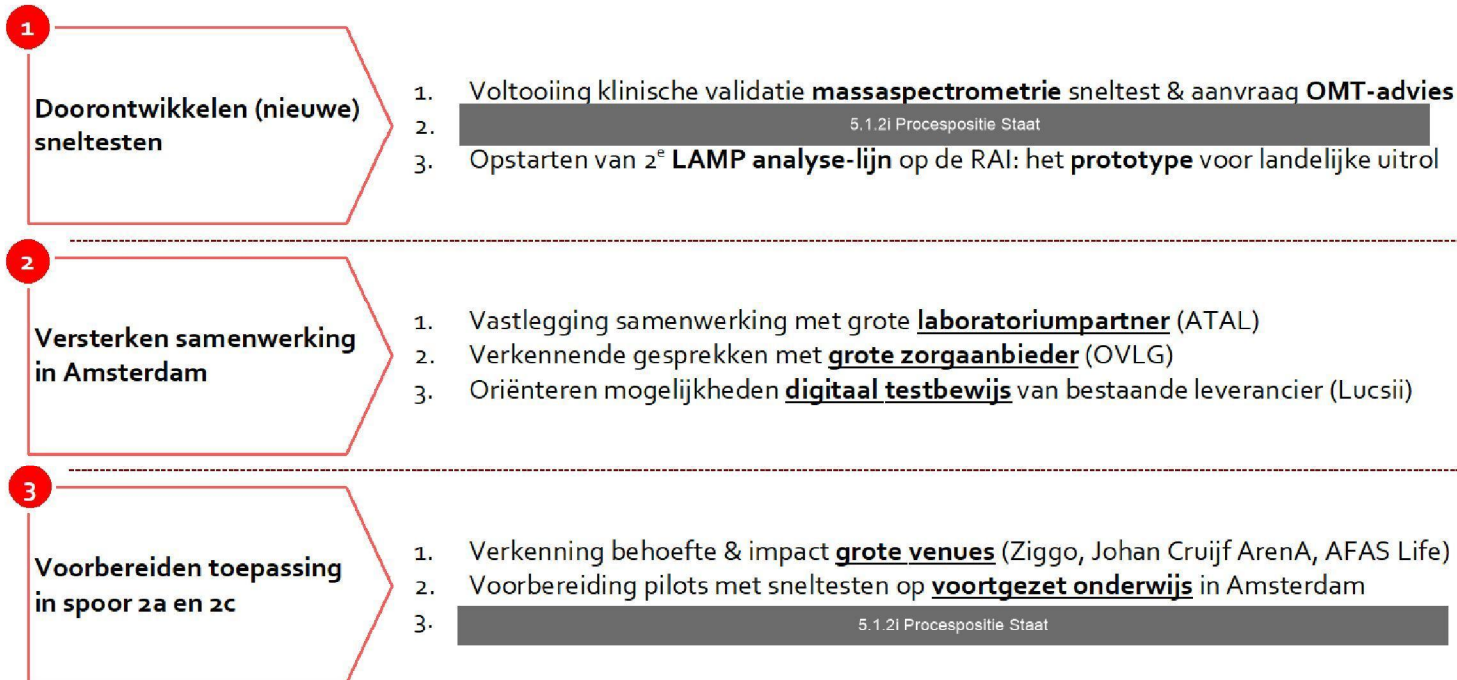 1
Doorontwikkelen (nieuwe)
sneltesten
1. Voltooiing klinische validatie massaspectrometrie sneltest & aanvraag OMT-advies
2. 5.1.2i Procespositie Staat
3. Opstarten van 2e LAMP analyse-lijn op de RAI: het prototype voor landelijke uitrol
2
Versterken samenwerking
in Amsterdam
1. Vastlegging samenwerking met grote laboratoriumpartner (ATAL)
2. Verkennende gesprekken met grote zorgaanbieder (OVLG)
3. Oriënteren mogelijkheden digitaal testbewijs van bestaande leverancier (Lucsii)
3
Voorbereiden toepassing
in spoor 2a en 2c
1. Verkenning behoefte & impact grote venues (Ziggo, Johan Cruijf ArenA, AFAS Life)
2. Voorbereiding pilots met sneltesten op voortgezet onderwijs in Amsterdam
3. 5.1.2i Procespositie Staat